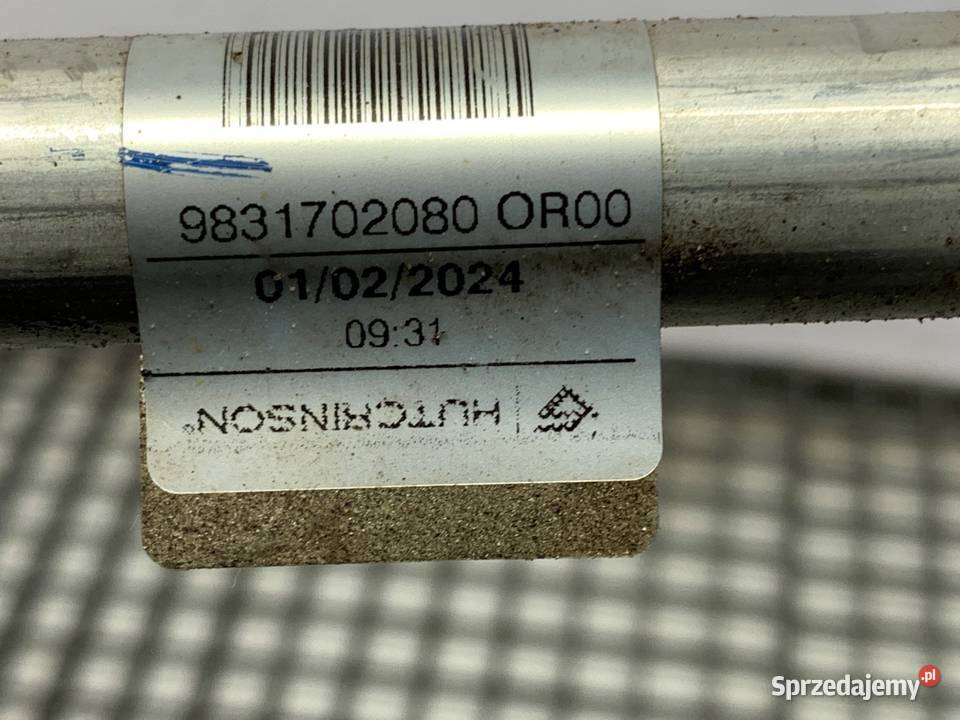 9831702080 OR00
01/02/2024
09:31
HUTCHINSON®
Sprzedajemy.pl